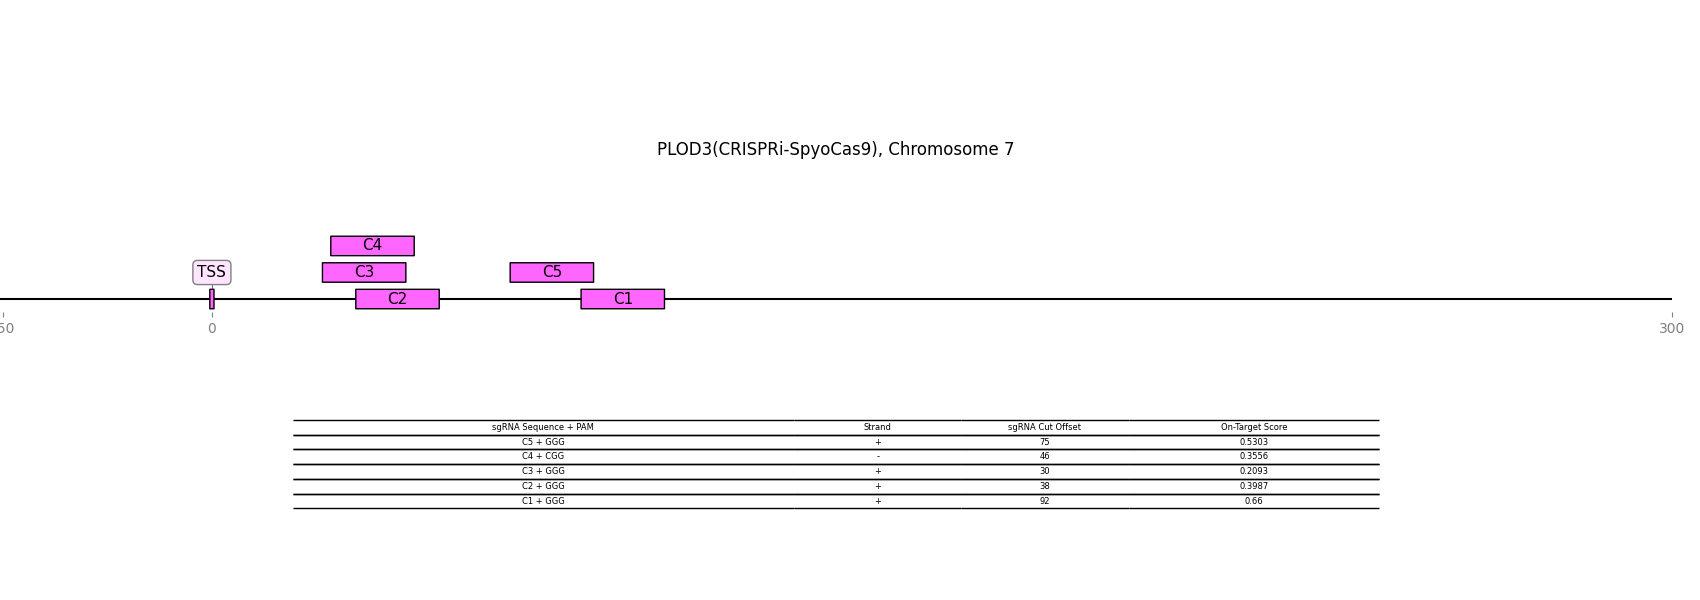 PLOD3(CRISPRi-SpyoCas9), Chromosome 7
C4
TSS C3 C5
C2 C1
50 0 300
sgRNA Sequence + PAM Strand sgRNA Cut Offset On-Target Score
C5 + GGG + 75 0.5303
C4 + CGG - 46 0.3556
C3 + GGG + 30 0.2093
C2 + GGG + 38 0.3987
C1 + GGG + 92 0.66